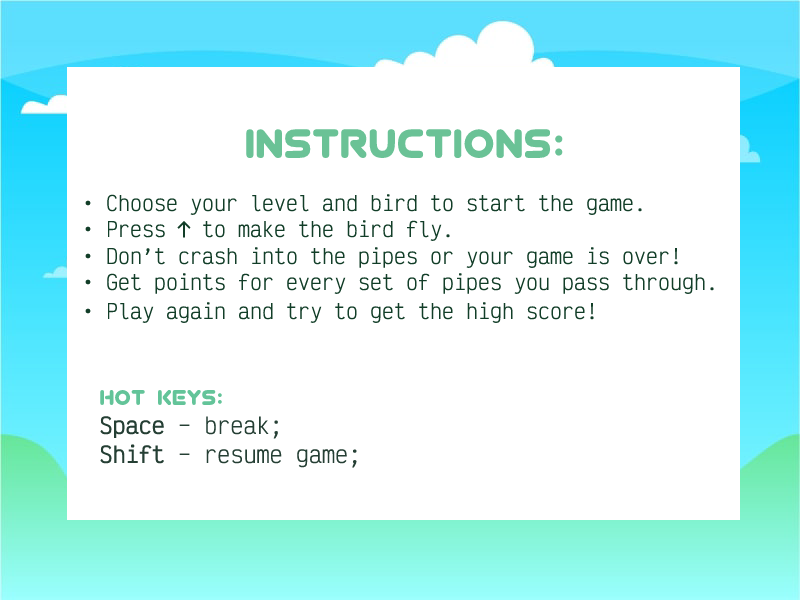 INSTRUCTIONS:
• Choose your level and bird to start the game.
• Press ↑ to make the bird fly.
• Don’t crash into the pipes or your game is over!
• Get points for every set of pipes you pass through.
• Play again and try to get the high score!
HOT KEYS:
Space - break;
Shift - resume game;